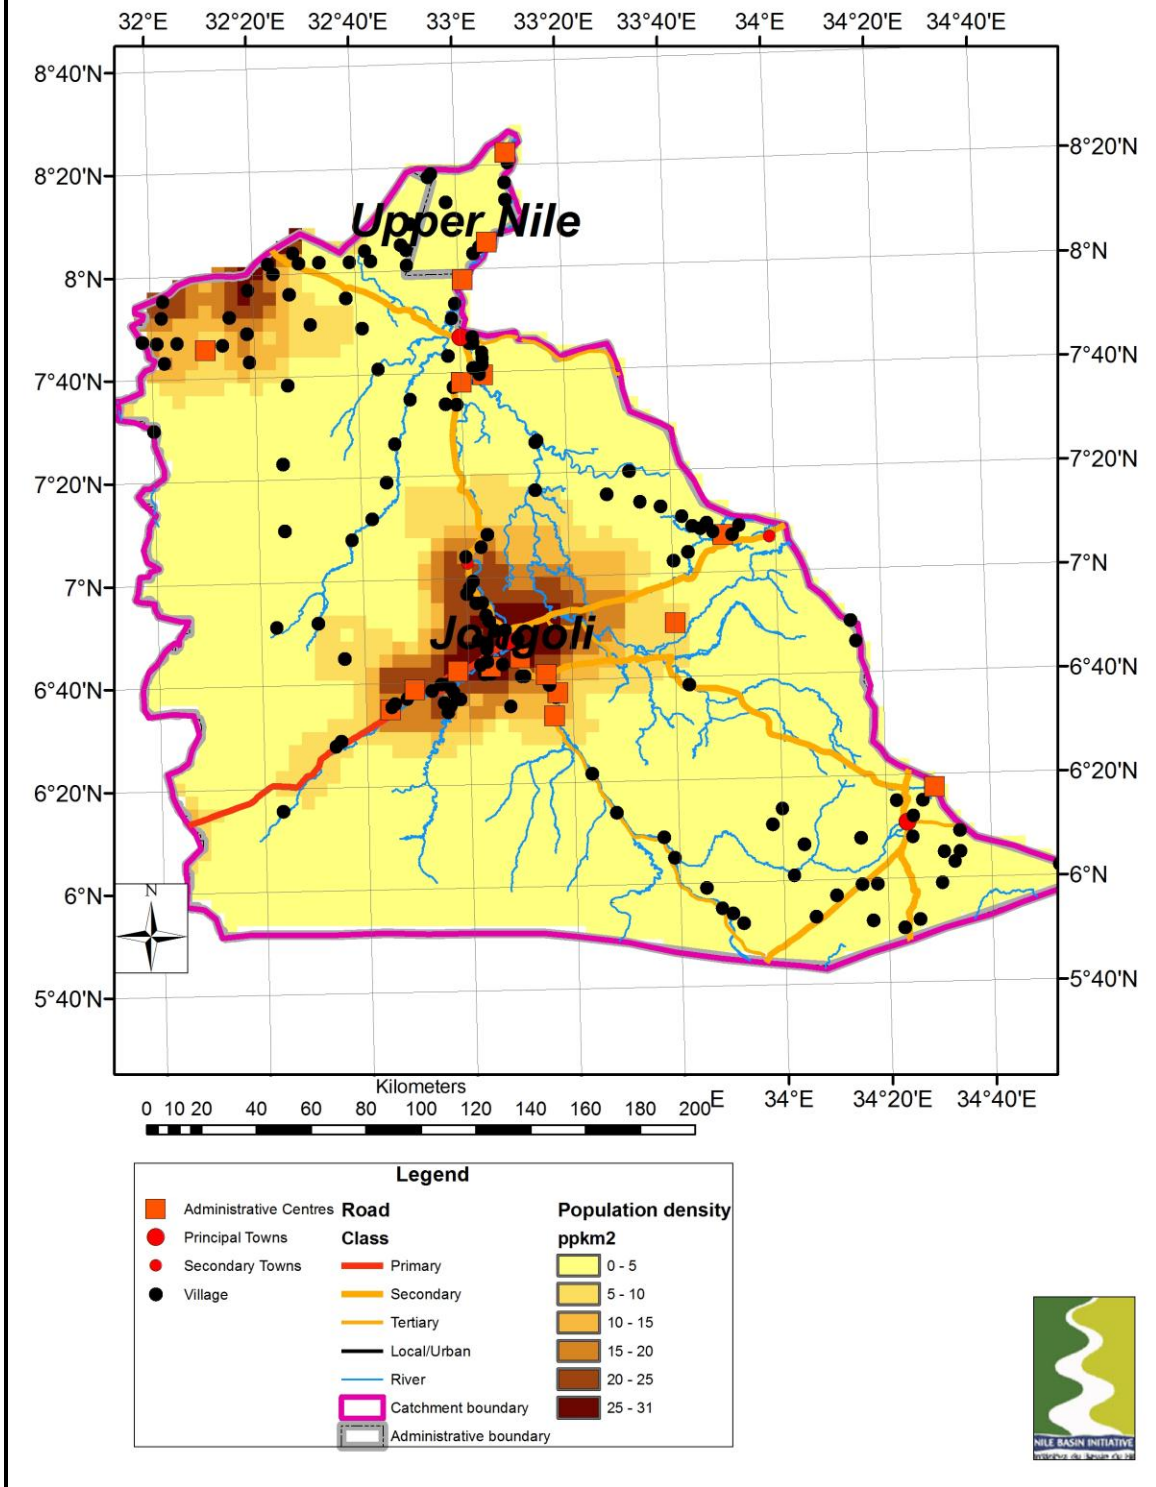 32°E 32°20'E 32°40'E 33°E 33°20'E 33°40'E 34°E 34°20'E 34°40'E
8°40'N
8°20'N
8°20'N
Upper Nile
8°N
8°N
7°40'N
7°40'N
7°20'N
7°20'N
7°N
7°N
Jongoli
6°40'N
6°40'N
6°20'N
6°20'N
6°N
6°N
N
5°40'N
5°40'N
E 34°E 34°20'E 34°40'E
Kilometers
0 10 20 40 60 80 100 120 140 160 180 200
Legend
Administrative Centres
Principal Towns
Secondary Towns
Village
Road
Class
Primary
Secondary
Tertiary
Local/Urban
River
Catchment boundary
Administrative boundary
Population density
ppkm2
0 - 5
5 - 10
10 - 15
15 - 20
20 - 25
25 - 31
NILE BASIN INITIATIVE